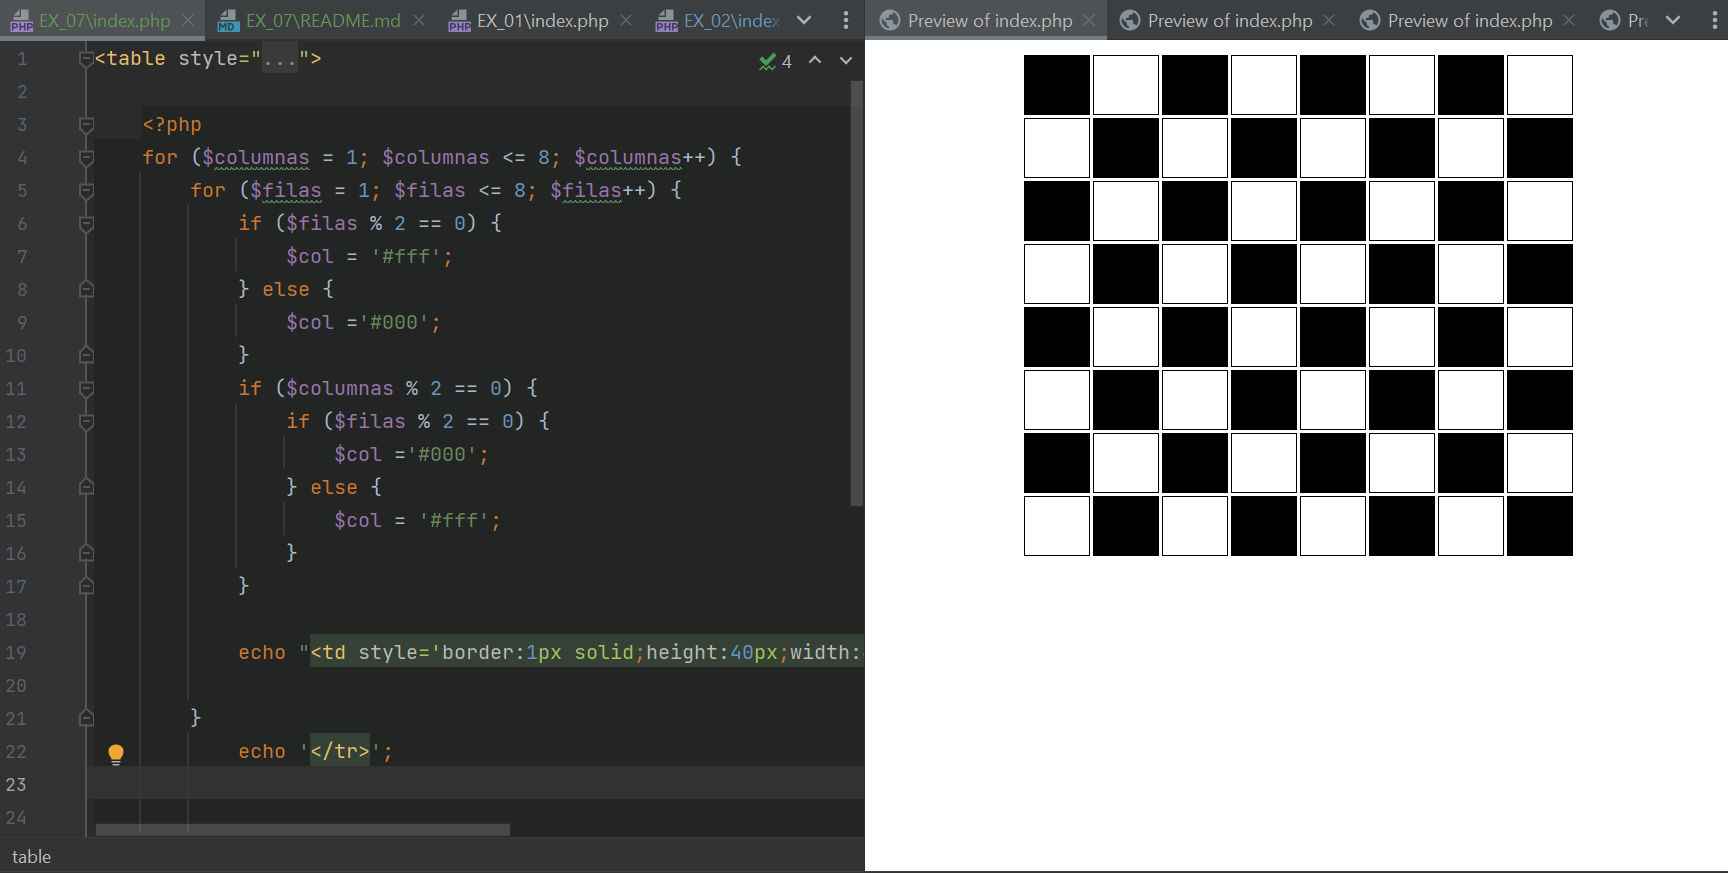 EX_07\index.php
EX_07\README.md
EX_01\index.php
EX_02\index
Preview of index.php
Preview of index.php
Preview of index.php
Pre
4
1 <table style="...">
2
3 <?php
4 for ($columnas = 1; $columnas <= 8; $columnas++) {
5 for ($filas = 1; $filas <= 8; $filas++) {
6 if ($filas % 2 == 0) {
7 $col = '#fff';
8 } else {
9 $col ='#000';
10 }
11 if ($columnas % 2 == 0) {
12 if ($filas % 2 == 0) {
13 $col ='#000';
14 } else {
15 $col = '#fff';
16 }
17 }
18
19 echo "<td style='border:1px solid;height:40px;width:
20
21 }
22 echo '</tr>';
23
24
table